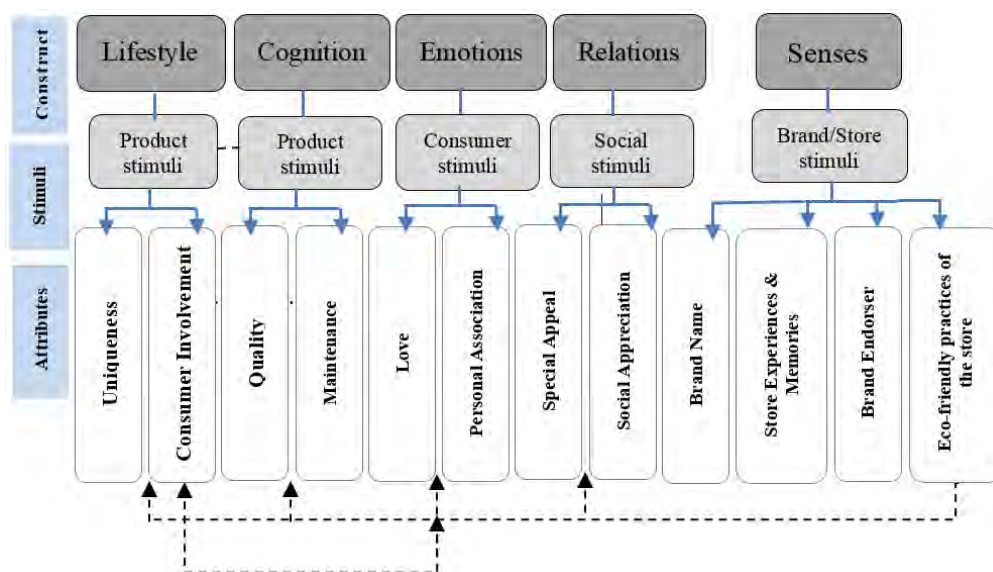 Construct
Lifestyle
Cognition
Emotions
Relations
Senses
Stimuli
Product
stimuli
Product
stimuli
Consumer
stimuli
Social
stimuli
Brand/Store
stimuli
Attributes
Uniqueness
Consumer Involvement
Quality
Maintenance
Love
Personal Association
Special Appeal
Social Appreciation
Brand Name
Store Experiences &
Memories
Brand Endorser
Eco-friendly practices of
the store